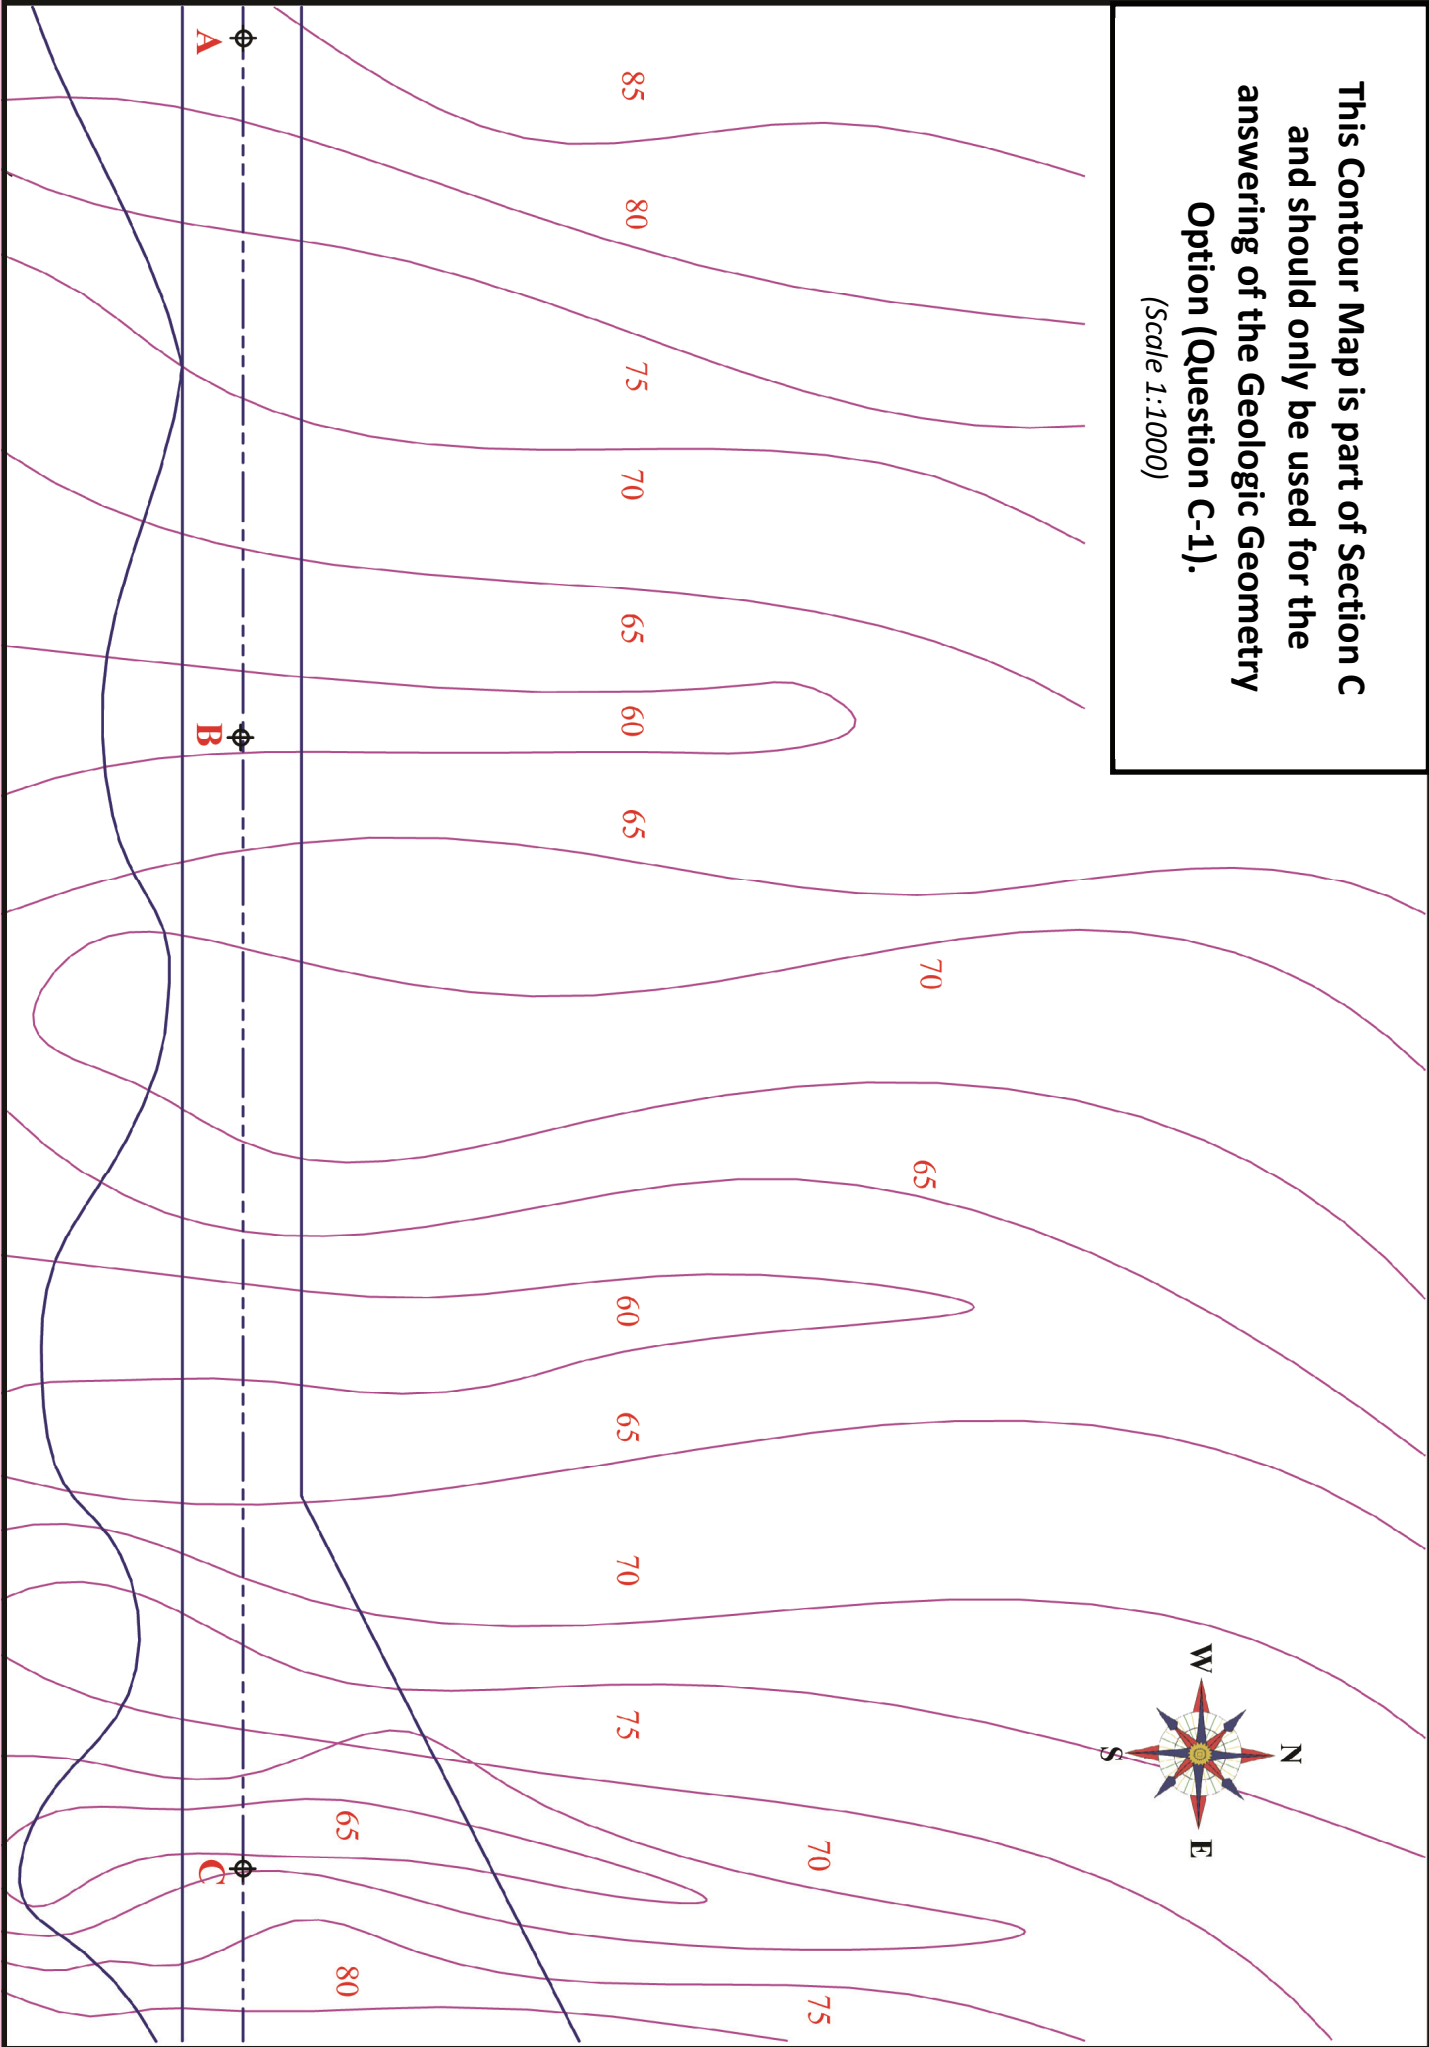 This Contour Map is part of Section C
and should only be used for the
answering of the Geologic Geometry
Option (Question C-1).
(Scale 1:1000)
85
80
75
70
65
60
65
70
65
60
65
70
75
70
65
80
75
A
B
C
N
W
E
S